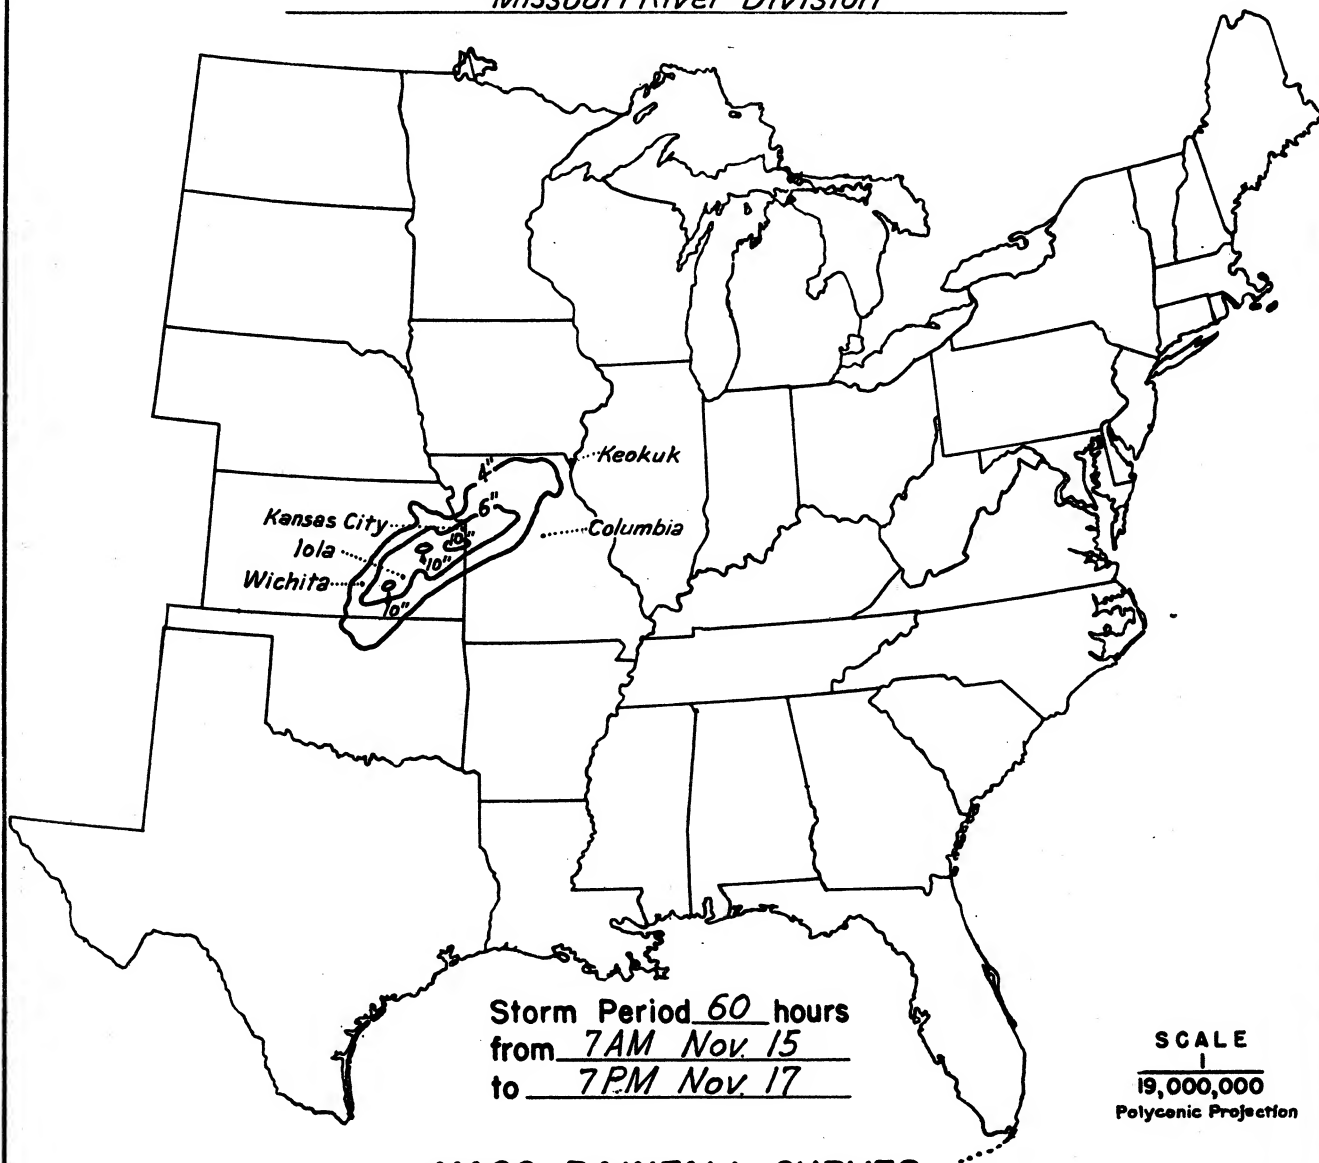 Missouri River Division
Keokuk
4"
6"
Kansas City
Columbia
Iola
10"
10"
Wichita
10"
Storm Period 60 hours
from 7AM Nov. 15
to 7P.M Nov. 17
SCALE
1
19,000,000
Polyconic Projection
MASS RAINFALL CURVES